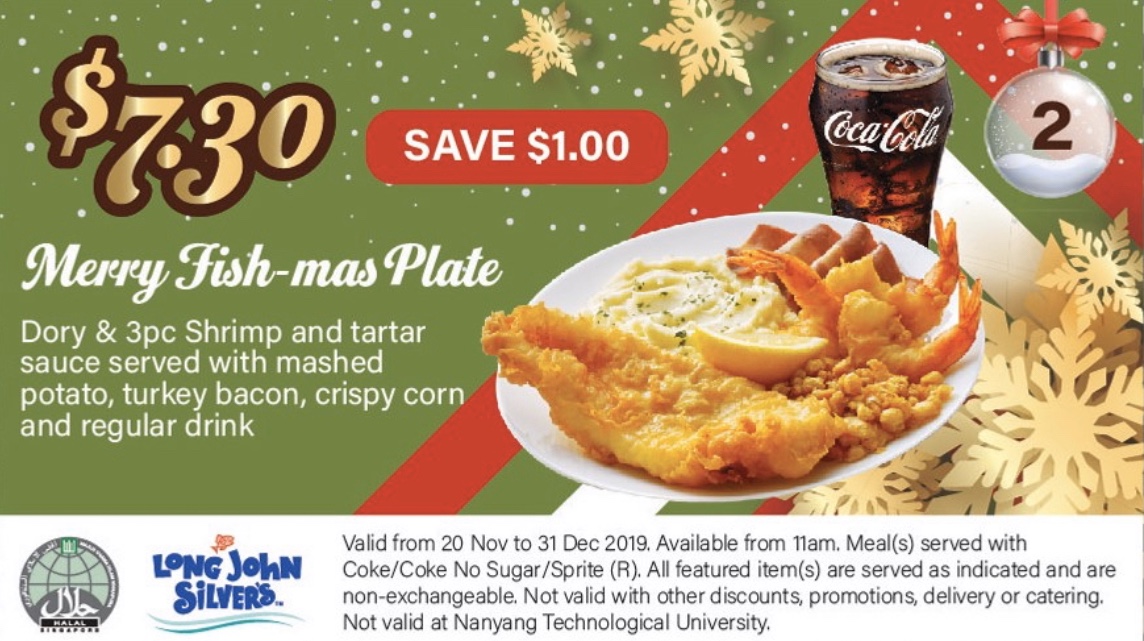 $7.30
SAVE $1.00
Coca-Cola
2
Merry Fish-mas Plate
Dory & 3pc Shrimp and tartar
sauce served with mashed
potato, turkey bacon, crispy corn
and regular drink
حلال
HALAL
SINGAPORE
LONG JOHN
SILVER'S
Valid from 20 Nov to 31 Dec 2019. Available from 11am. Meal(s) served with
Coke/Coke No Sugar/Sprite (R). All featured item(s) are served as indicated and are
non-exchangeable. Not valid with other discounts, promotions, delivery or catering.
Not valid at Nanyang Technological University.